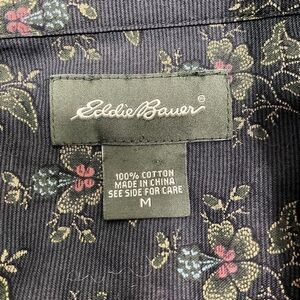 Eddie Bauer®
100% COTTON
MADE IN CHINA
SEE SIDE FOR CARE
M